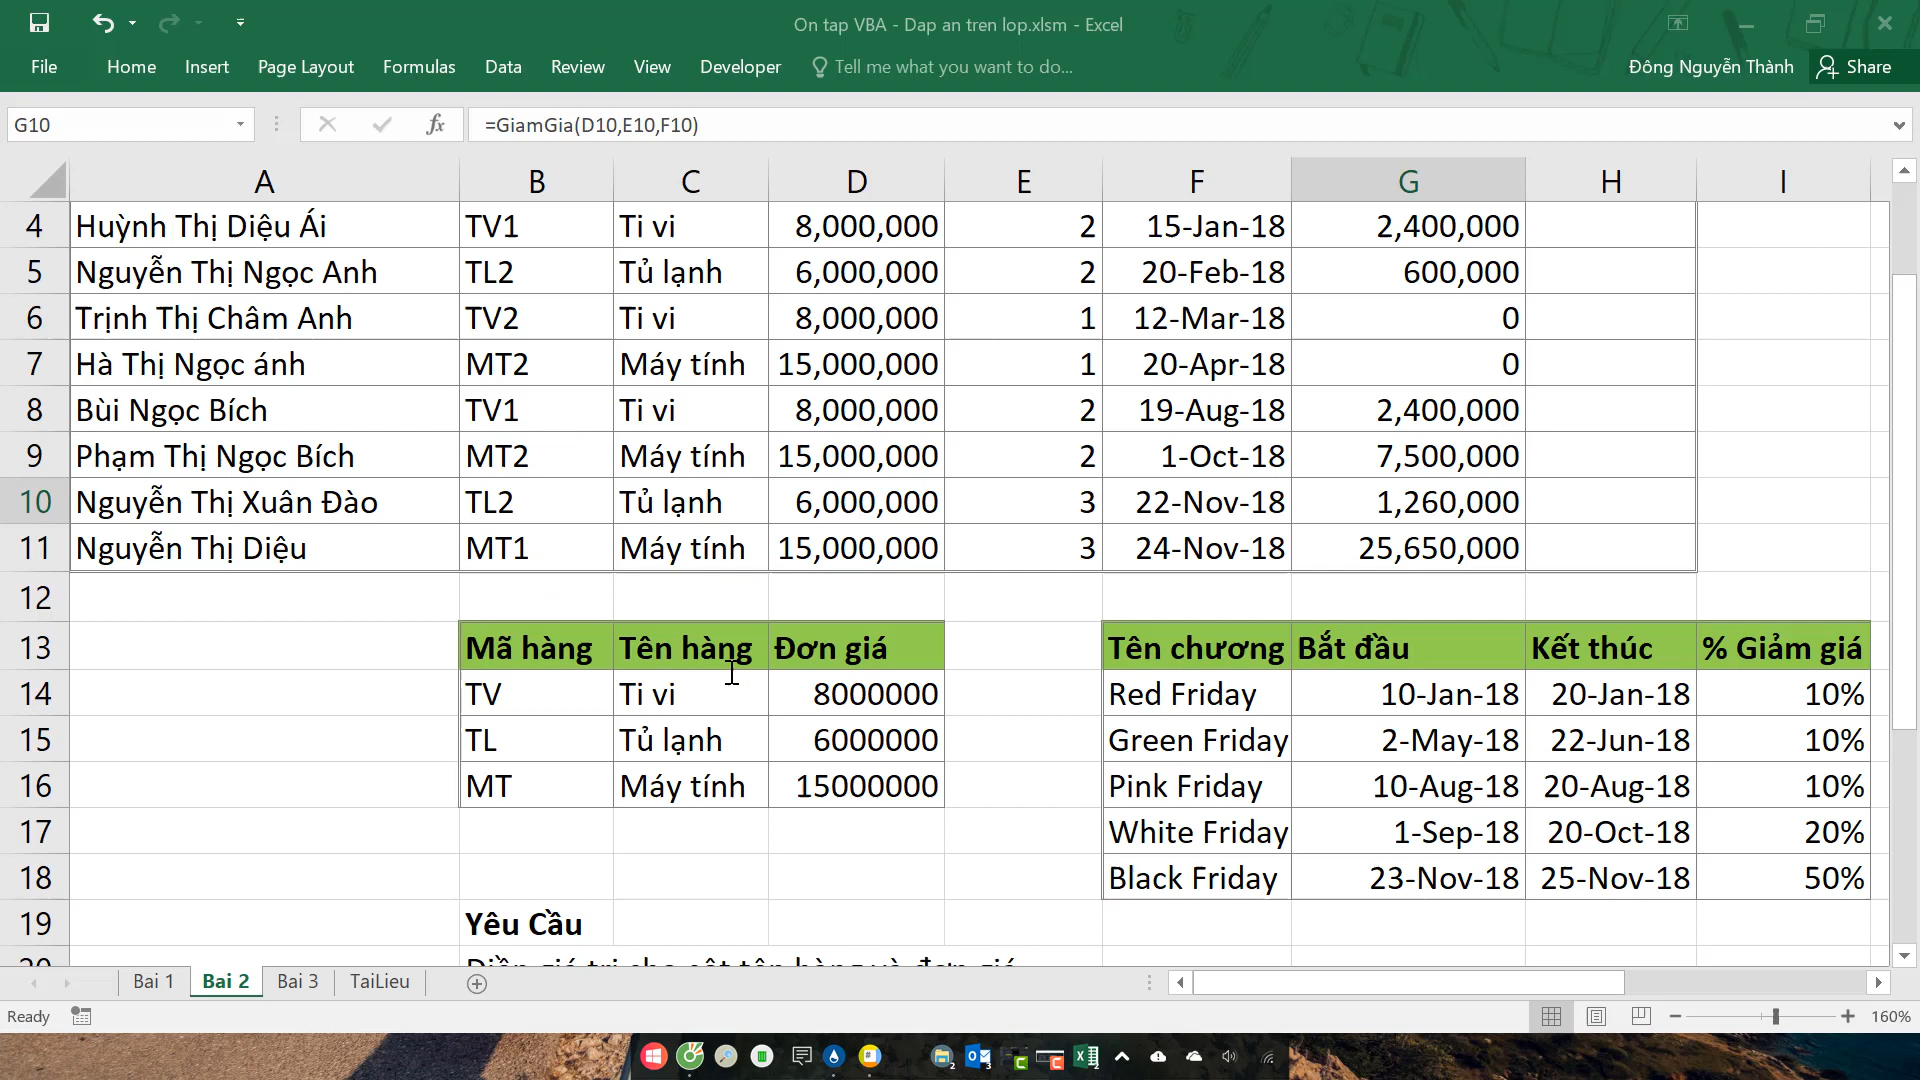 On tap VBA - Dap an tren lop.xlsm - Excel
File Home Insert Page Layout Formulas Data Review View Developer Tell me what you want to do... Đông Nguyễn Thành Share
G10 fx =GiamGia(D10,E10,F10)
A B C D E F G H I
4 Huỳnh Thị Diệu Ái TV1 Ti vi 8,000,000 2 15-Jan-18 2,400,000
5 Nguyễn Thị Ngọc Anh TL2 Tủ lạnh 6,000,000 2 20-Feb-18 600,000
6 Trịnh Thị Châm Anh TV2 Ti vi 8,000,000 1 12-Mar-18 0
7 Hà Thị Ngọc ánh MT2 Máy tính 15,000,000 1 20-Apr-18 0
8 Bùi Ngọc Bích TV1 Ti vi 8,000,000 2 19-Aug-18 2,400,000
9 Phạm Thị Ngọc Bích MT2 Máy tính 15,000,000 2 1-Oct-18 7,500,000
10 Nguyễn Thị Xuân Đào TL2 Tủ lạnh 6,000,000 3 22-Nov-18 1,260,000
11 Nguyễn Thị Diệu MT1 Máy tính 15,000,000 3 24-Nov-18 25,650,000
12
13 Mã hàng Tên hàng Đơn giá Tên chương Bắt đầu Kết thúc % Giảm giá
14 TV Ti vi 8000000 Red Friday 10-Jan-18 20-Jan-18 10%
15 TL Tủ lạnh 6000000 Green Friday 2-May-18 22-Jun-18 10%
16 MT Máy tính 15000000 Pink Friday 10-Aug-18 20-Aug-18 10%
17 White Friday 1-Sep-18 20-Oct-18 20%
18 Black Friday 23-Nov-18 25-Nov-18 50%
19 Yêu Cầu
20 Điền giá trị cho cột tên hàng và đơn giá
Bai 1 Bai 2 Bai 3 TaiLieu
Ready 160%